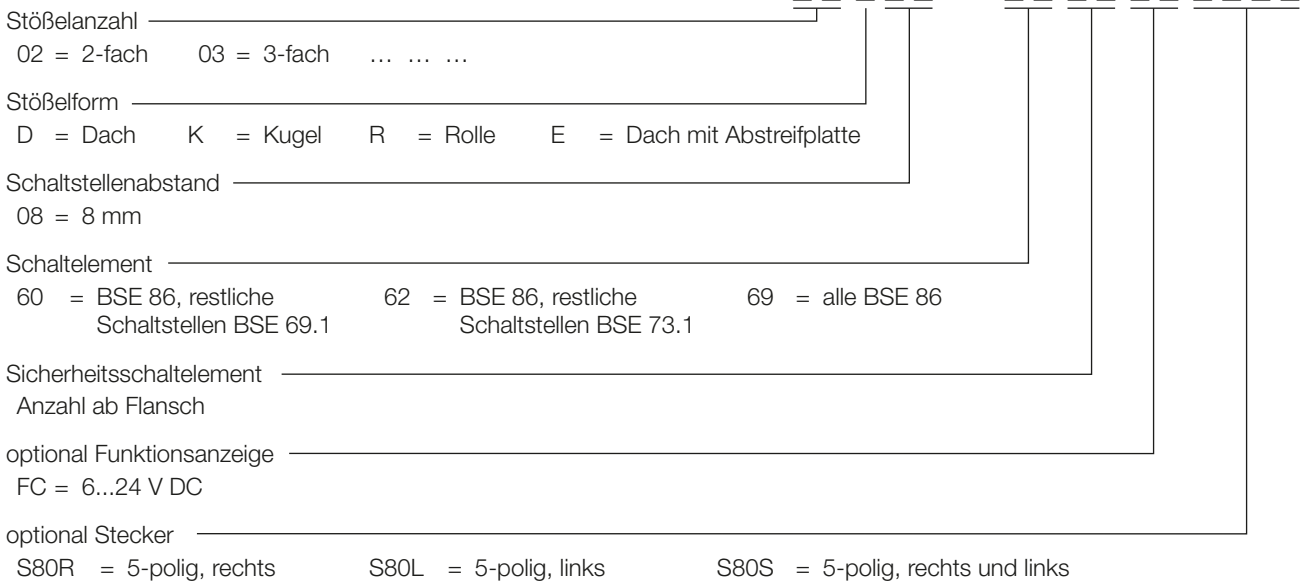 Stößelanzahl
02 = 2-fach 03 = 3-fach … … …
Stößelform
D = Dach K = Kugel R = Rolle E = Dach mit Abstreifplatte
Schaltstellenabstand
08 = 8 mm
Schaltelement
60 = BSE 86, restliche 62 = BSE 86, restliche 69 = alle BSE 86
Schaltstellen BSE 69.1 Schaltstellen BSE 73.1
Sicherheitsschaltelement
Anzahl ab Flansch
optional Funktionsanzeige
FC = 6...24 V DC
optional Stecker
S80R = 5-polig, rechts S80L = 5-polig, links S80S = 5-polig, rechts und links